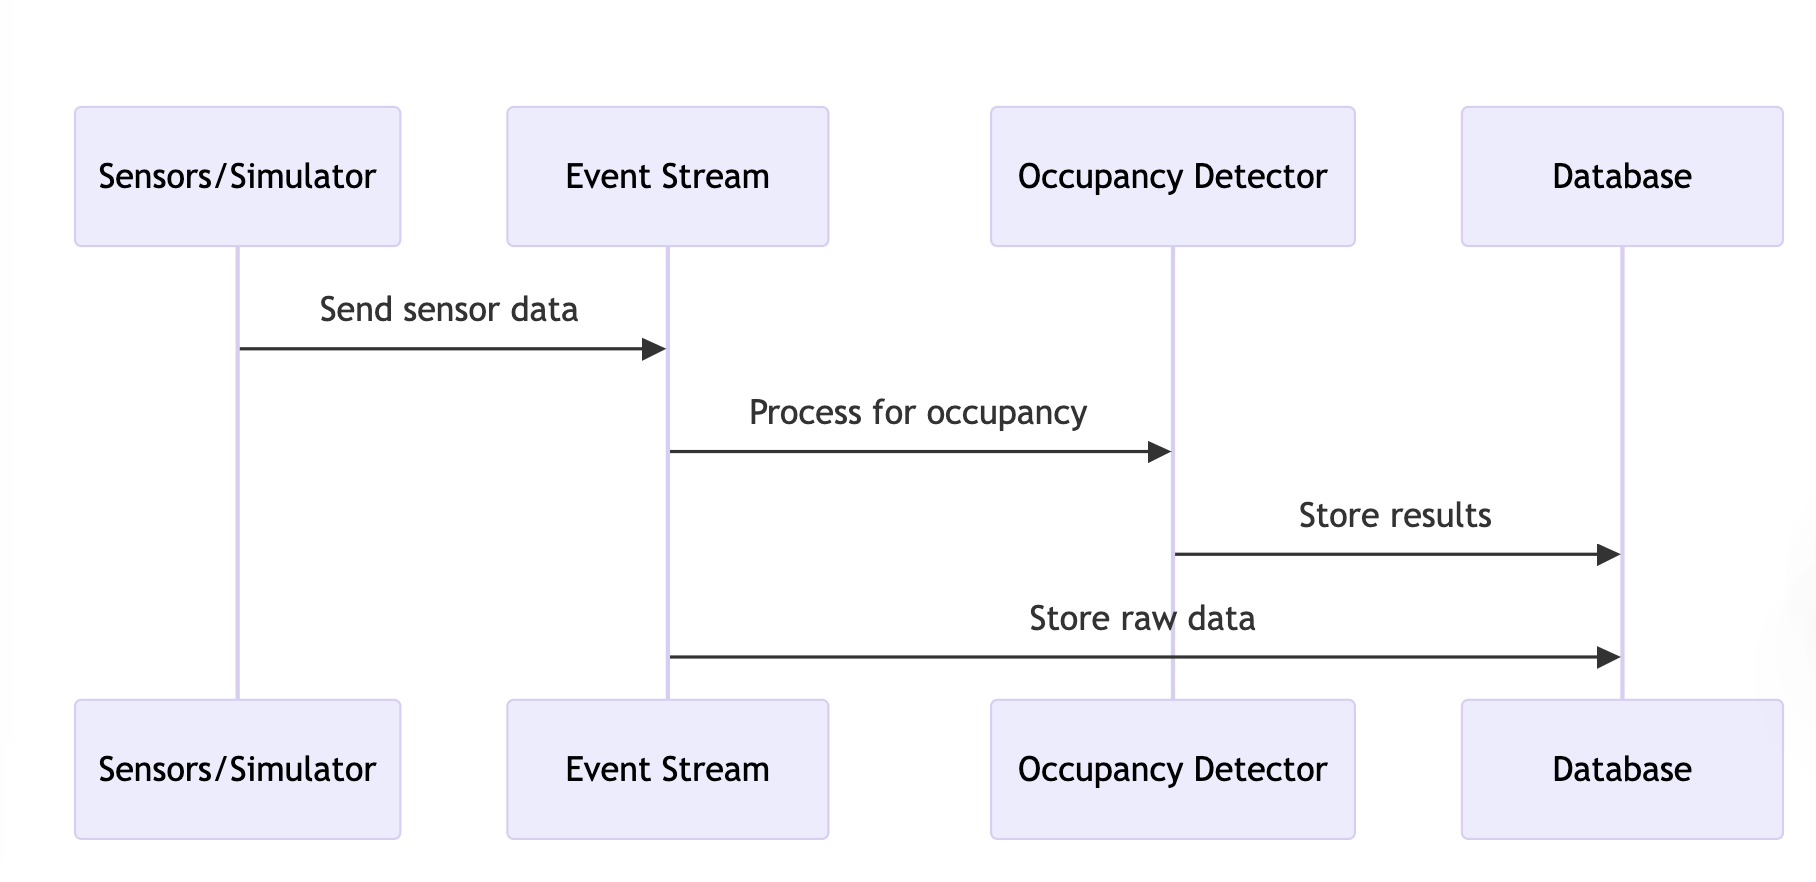 Sensors/Simulator
Event Stream
Occupancy Detector
Database
Send sensor data
Process for occupancy
Store results
Store raw data
Sensors/Simulator
Event Stream
Occupancy Detector
Database